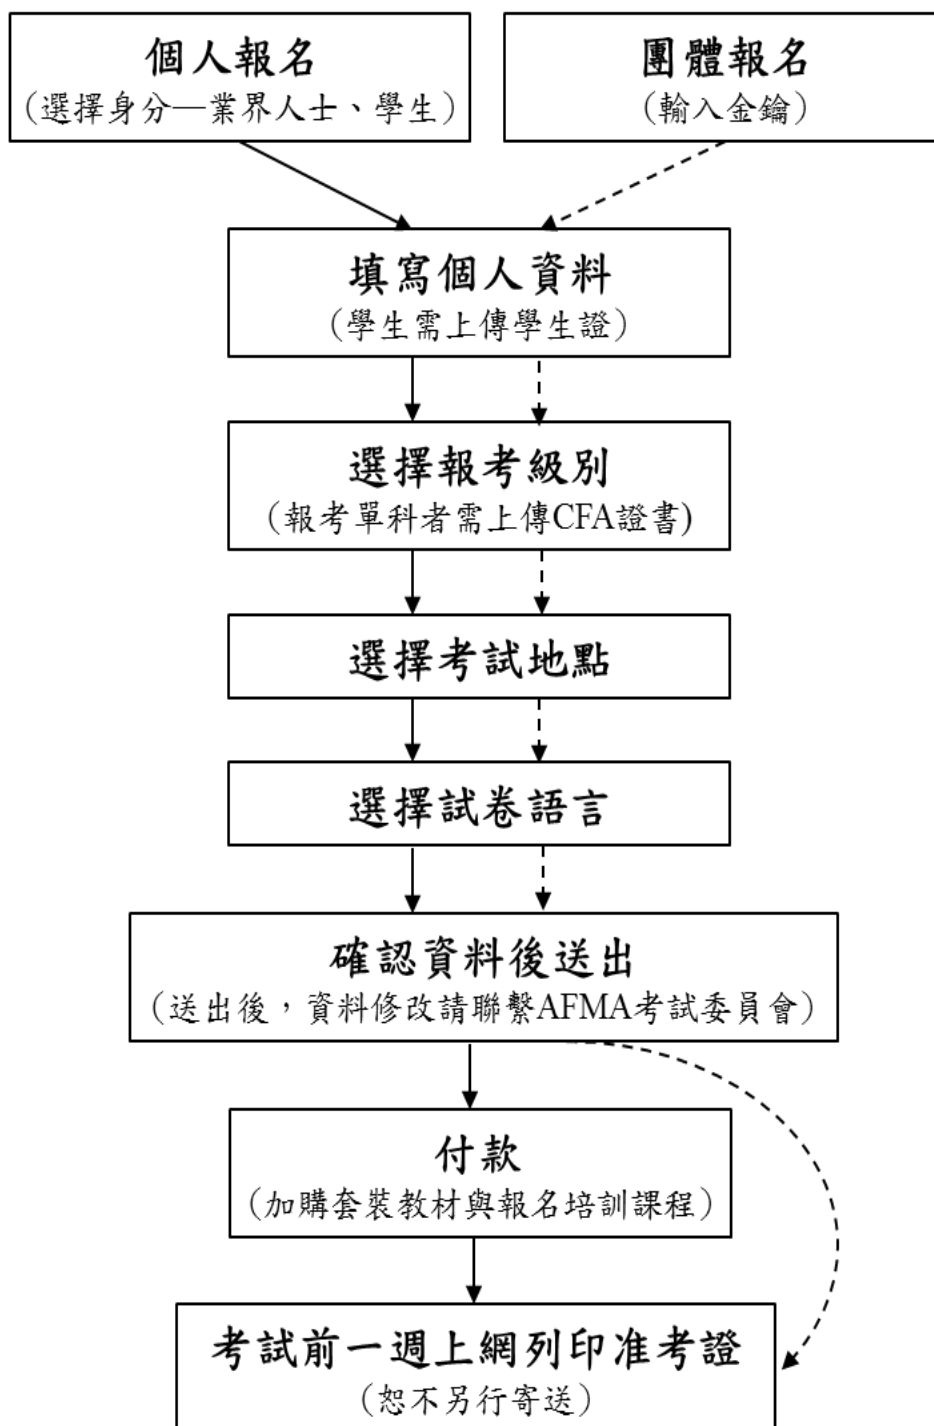 個人報名
(選擇身分—業界人士、學生)
團體報名
(輸入金鑰)
填寫個人資料
(學生需上傳學生證)
選擇報考級別
(報考單科者需上傳CFA證書)
選擇考試地點
選擇試卷語言
確認資料後送出
(送出後，資料修改請聯繫AFMA考試委員會)
付款
(加購套裝教材與報名培訓課程)
考試前一週上網列印准考證
(恕不另行寄送)